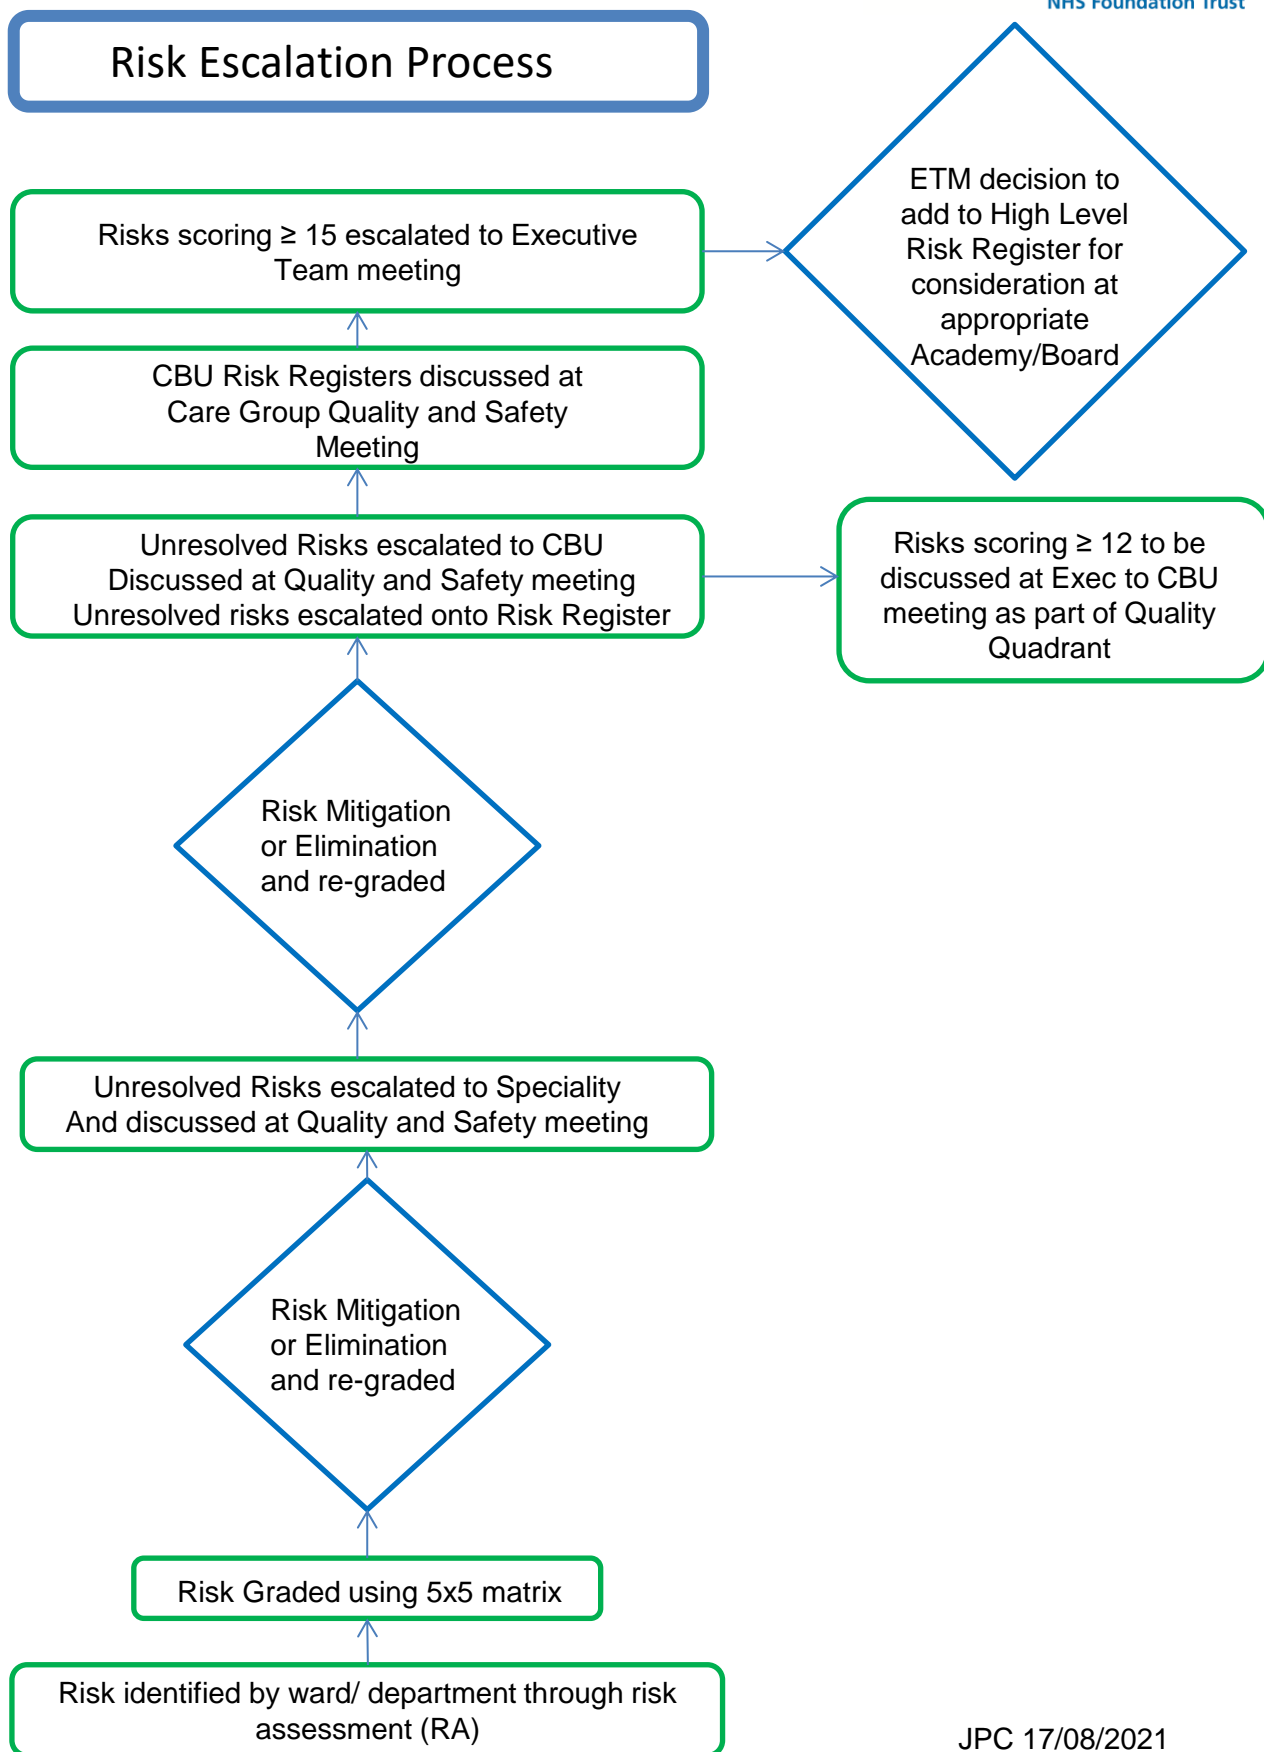 NHS Foundation Trust
Risk Escalation Process
ETM decision to
add to High Level
Risk Register for
consideration at
appropriate
Academy/Board
Risks scoring ≥ 15 escalated to Executive
Team meeting
CBU Risk Registers discussed at
Care Group Quality and Safety
Meeting
Unresolved Risks escalated to CBU
Discussed at Quality and Safety meeting
Unresolved risks escalated onto Risk Register
Risks scoring ≥ 12 to be
discussed at Exec to CBU
meeting as part of Quality
Quadrant
Risk Mitigation
or Elimination
and re-graded
Unresolved Risks escalated to Speciality
And discussed at Quality and Safety meeting
Risk Mitigation
or Elimination
and re-graded
Risk Graded using 5x5 matrix
Risk identified by ward/ department through risk
assessment (RA)
JPC 17/08/2021